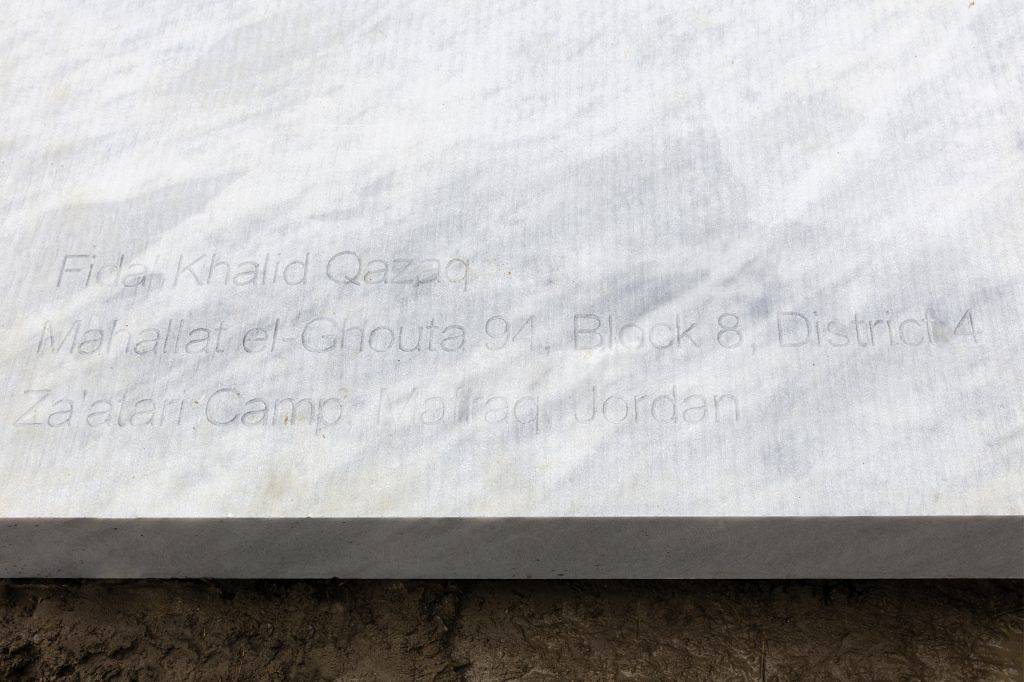 Fida' Khalid Qazaq
Mahallat el-Ghouta 94, Block 8, District 4
Za'atari Camp, Mafraq, Jordan